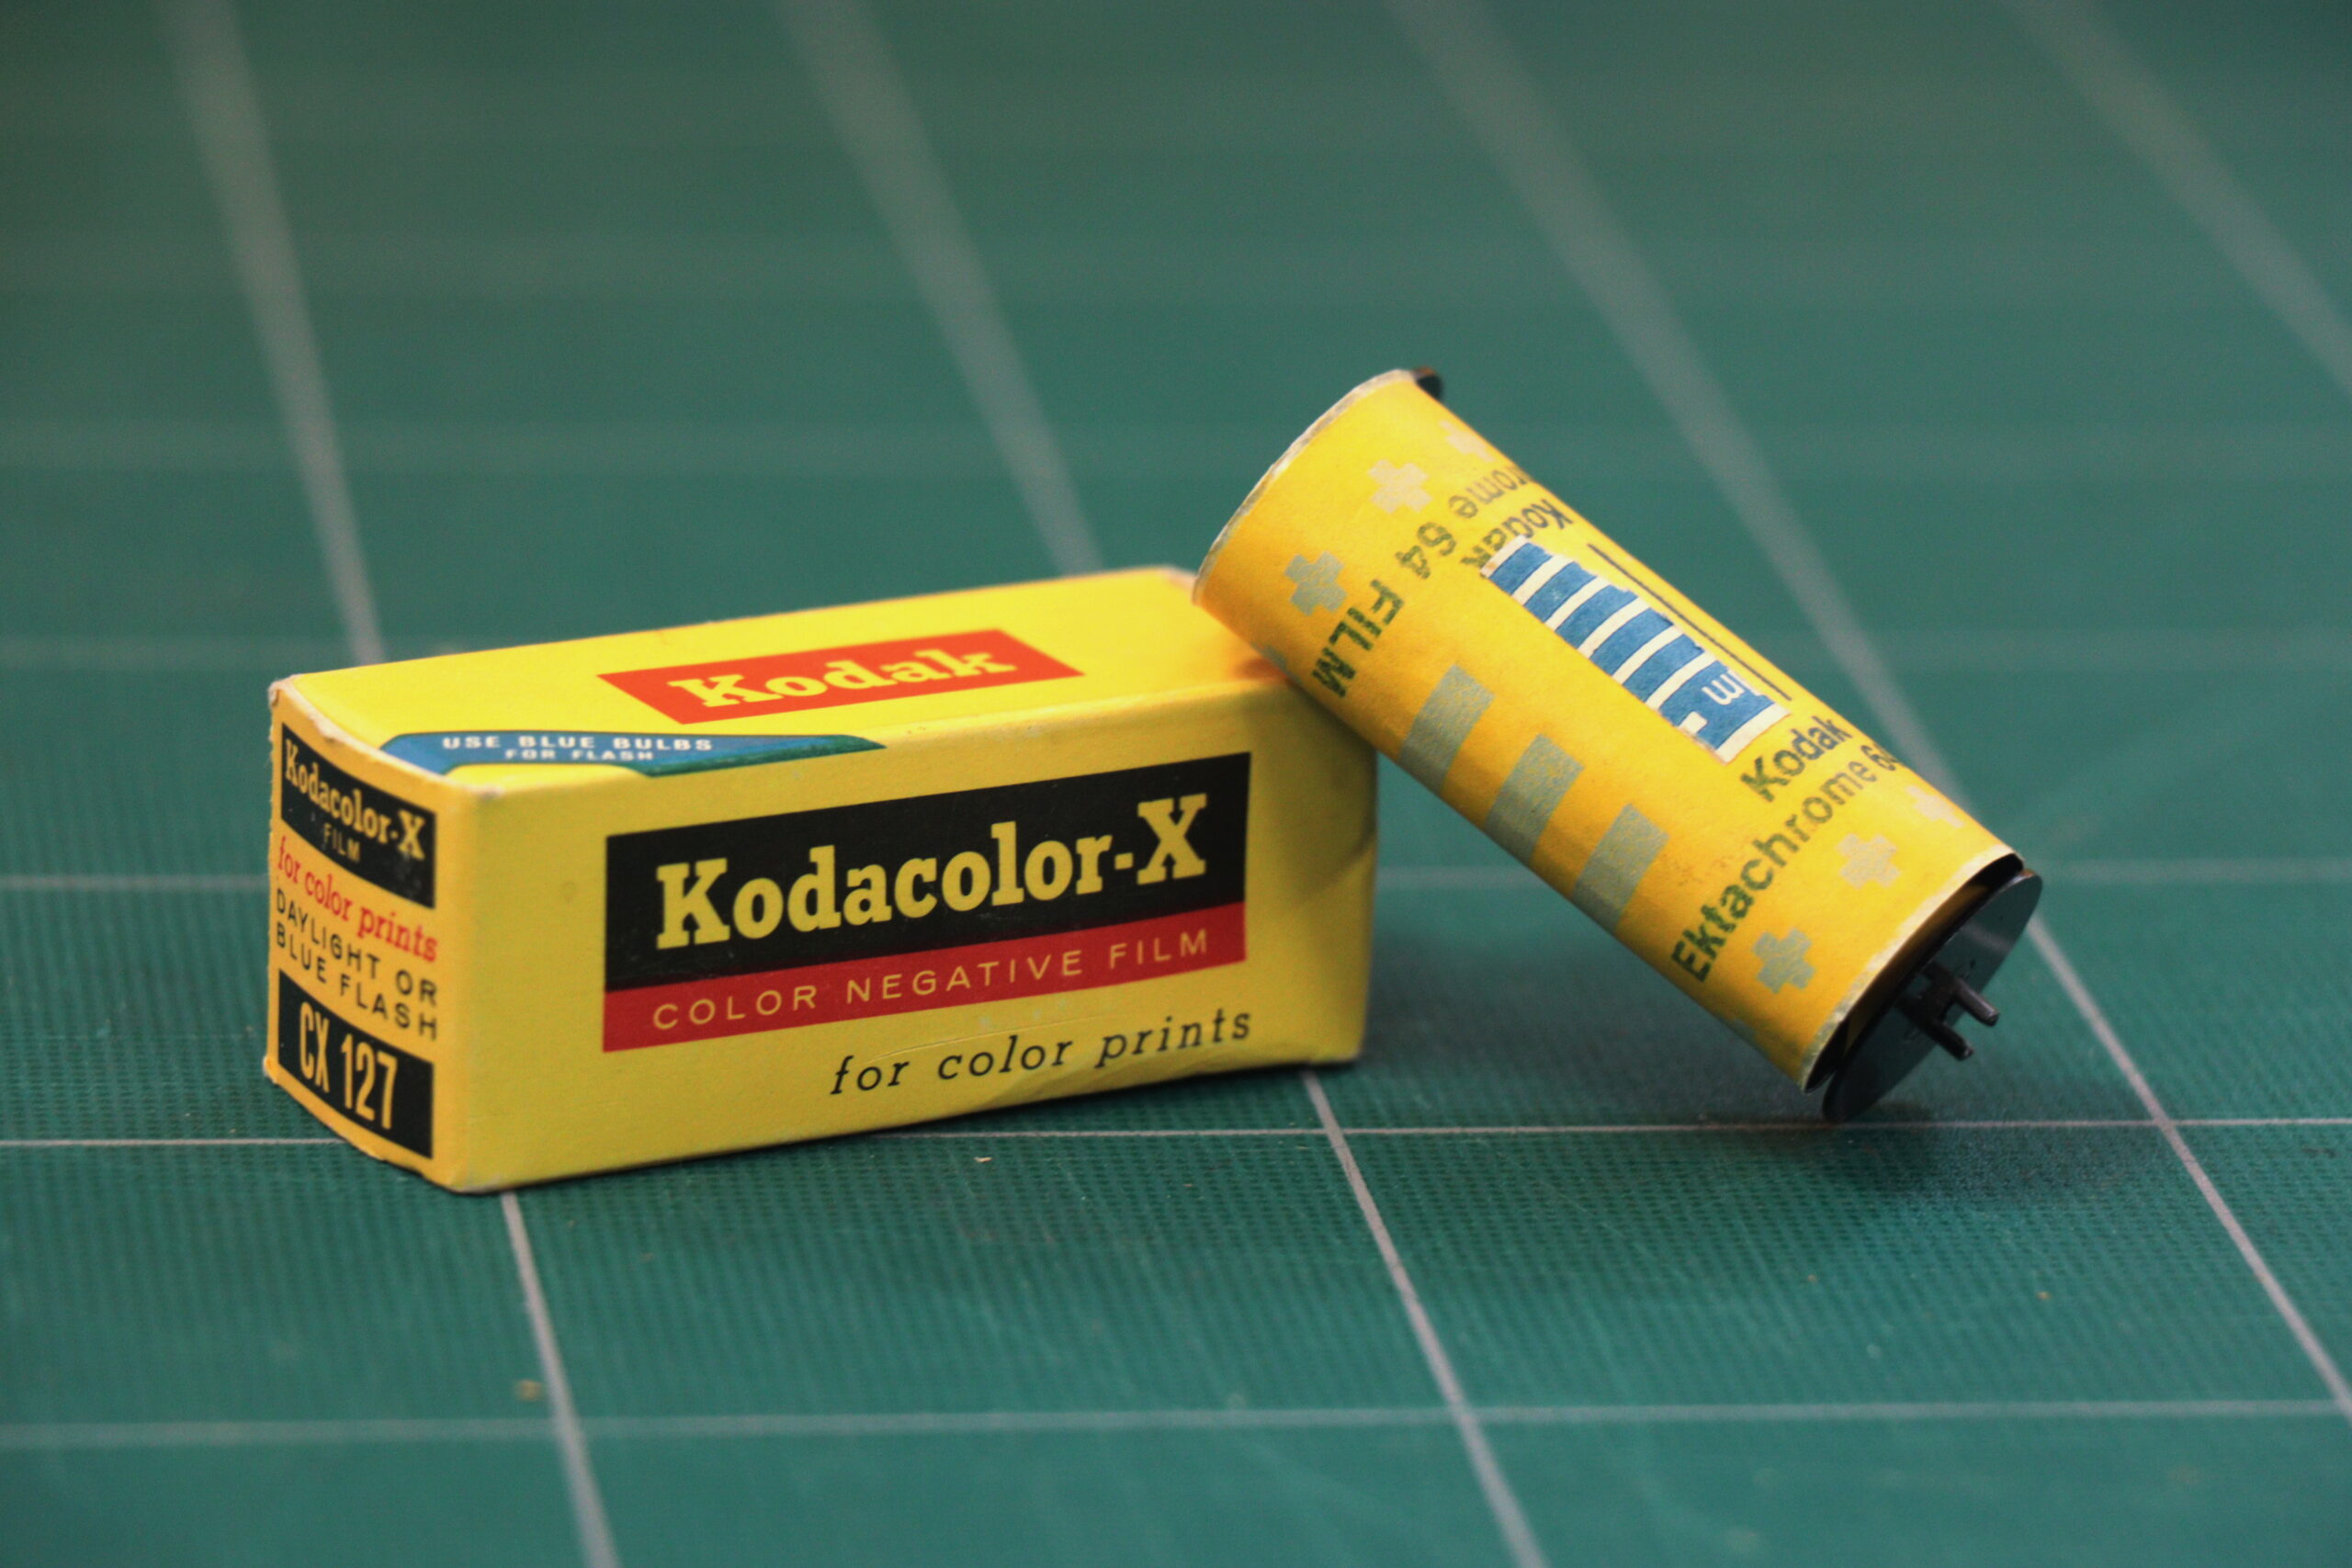 Kodak
USE BLUE BULBS
FOR FLASH
Kodacolor-X
FILM
for color prints
DAYLIGHT OR
BLUE FLASH
CX 127
Kodacolor-X
COLOR NEGATIVE FILM
for color prints
Kodak
64 FILM
Kodak
Ektachrome 64